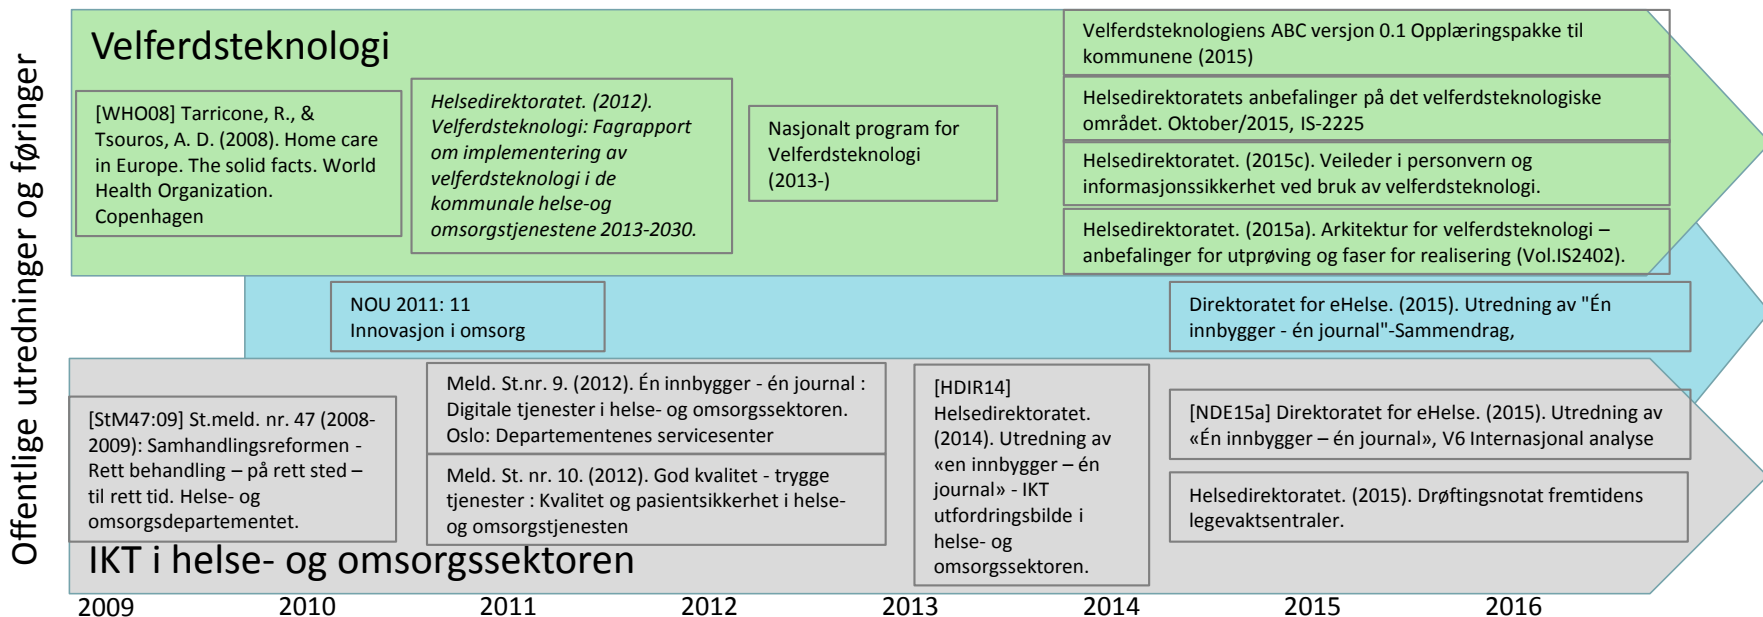 Offentlige utredninger og føringer
Velferdsteknologi
[WHO08] Tarricone, R., &
Tsouros, A. D. (2008). Home care
in Europe. The solid facts. World
Health Organization.
Copenhagen
Helsedirektoratet. (2012).
Velferdsteknologi: Fagrapport
om implementering av
velferdsteknologi i de
kommunale helse-og
omsorgstjenestene 2013-2030.
Nasjonalt program for
Velferdsteknologi
(2013-)
Velferdsteknologiens ABC versjon 0.1 Opplæringspakke til
kommunene (2015)
Helsedirektoratets anbefalinger på det velferdsteknologiske
området. Oktober/2015, IS-2225
Helsedirektoratet. (2015c). Veileder i personvern og
informasjonssikkerhet ved bruk av velferdsteknologi.
Helsedirektoratet. (2015a). Arkitektur for velferdsteknologi –
anbefalinger for utprøving og faser for realisering (Vol.IS2402).
NOU 2011: 11
Innovasjon i omsorg
Direktoratet for eHelse. (2015). Utredning av "Én
innbygger - én journal"-Sammendrag,
[StM47:09] St.meld. nr. 47 (2008-
2009): Samhandlingsreformen -
Rett behandling – på rett sted –
til rett tid. Helse- og
omsorgsdepartementet.
Meld. St.nr. 9. (2012). Én innbygger - én journal :
Digitale tjenester i helse- og omsorgssektoren.
Oslo: Departementenes servicesenter
Meld. St. nr. 10. (2012). God kvalitet - trygge
tjenester : Kvalitet og pasientsikkerhet i helse-
og omsorgstjenesten
[HDIR14]
Helsedirektoratet.
(2014). Utredning av
«en innbygger – én
journal» - IKT
utfordringsbilde i
helse- og
omsorgssektoren.
[NDE15a] Direktoratet for eHelse. (2015). Utredning av
«Én innbygger – én journal», V6 Internasjonal analyse
Helsedirektoratet. (2015). Drøftingsnotat fremtidens
legevaktsentraler.
IKT i helse- og omsorgssektoren
2009 2010 2011 2012 2013 2014 2015 2016